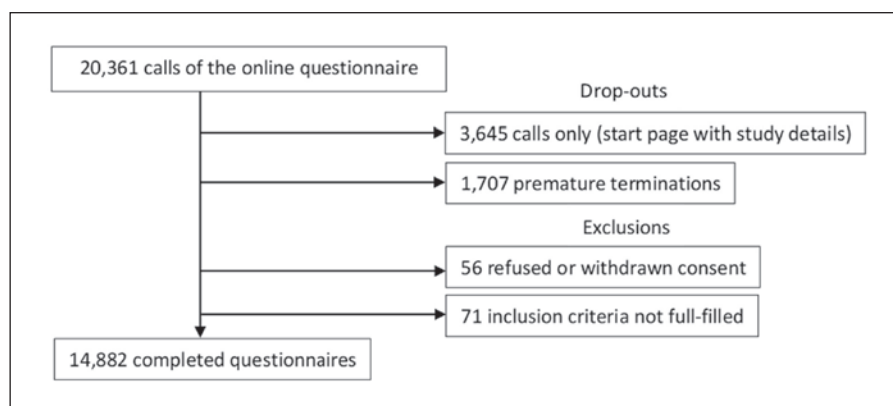 20,361 calls of the online questionnaire
Drop-outs
3,645 calls only (start page with study details)
1,707 premature terminations
Exclusions
56 refused or withdrawn consent
71 inclusion criteria not full-filled
14,882 completed questionnaires